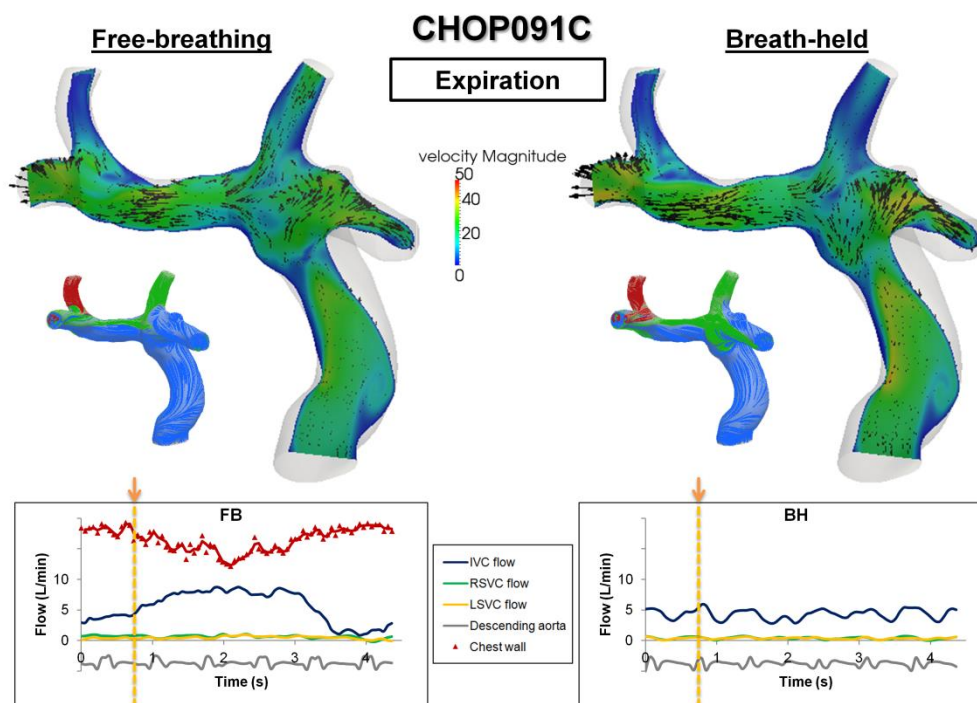 CHOP091C
Free-breathing
Breath-held
Expiration
velocity Magnitude
50
40
20
0
FB
10
5
0
0 1 2 3 4
Flow (L/min)
Time (s)
IVC flow
RSVC flow
LSVC flow
Descending aorta
Chest wall
BH
10
5
0
0 1 2 3 4
Flow (L/min)
Time (s)